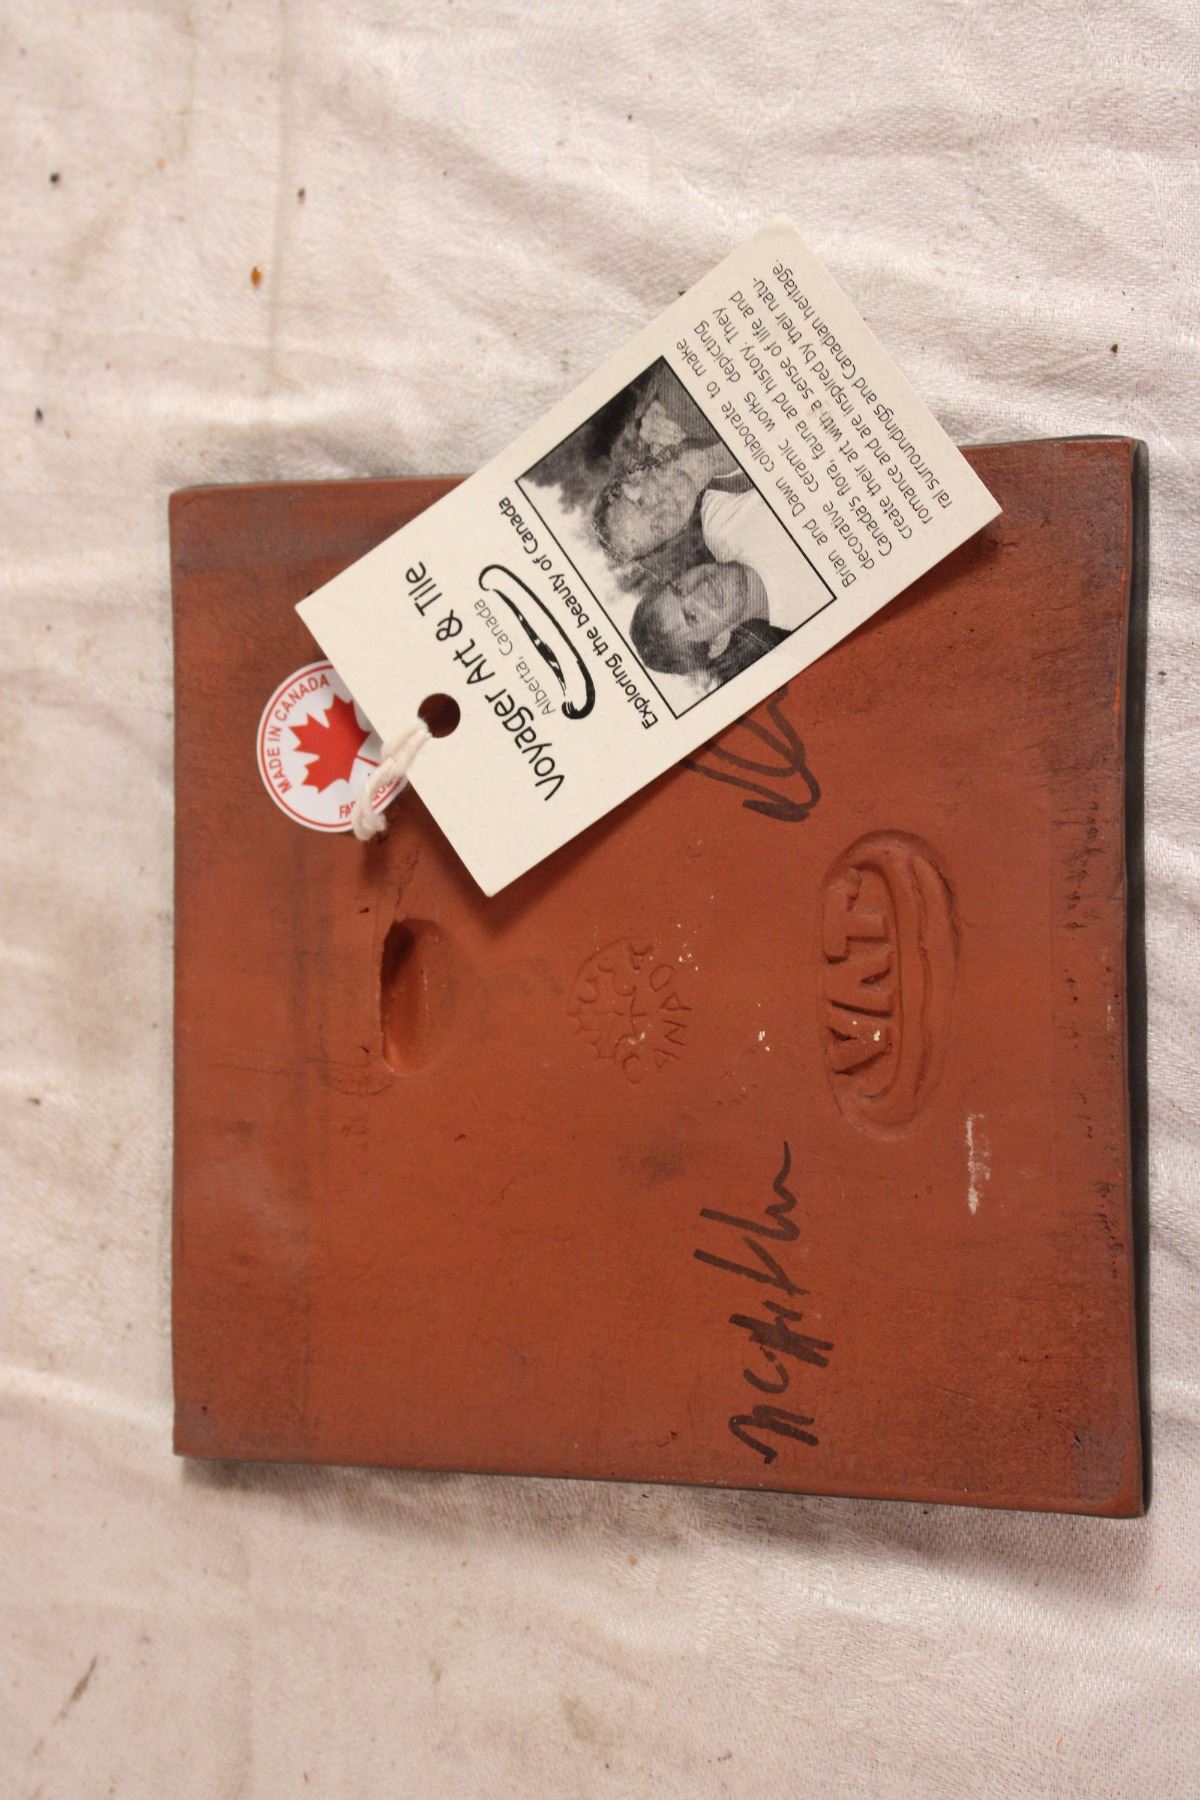 Voyager Art & Tile
Alberta, Canada
Exploring the beauty of Canada
Brian and Dawn collaborate to make
decorative ceramic works depicting
Canada's flora, fauna and history. They
create their art with a sense of life and
romance and are inspired by their natu-
ral surroundings and Canadian heritage.
MADE IN CANADA
CANADA
VAT